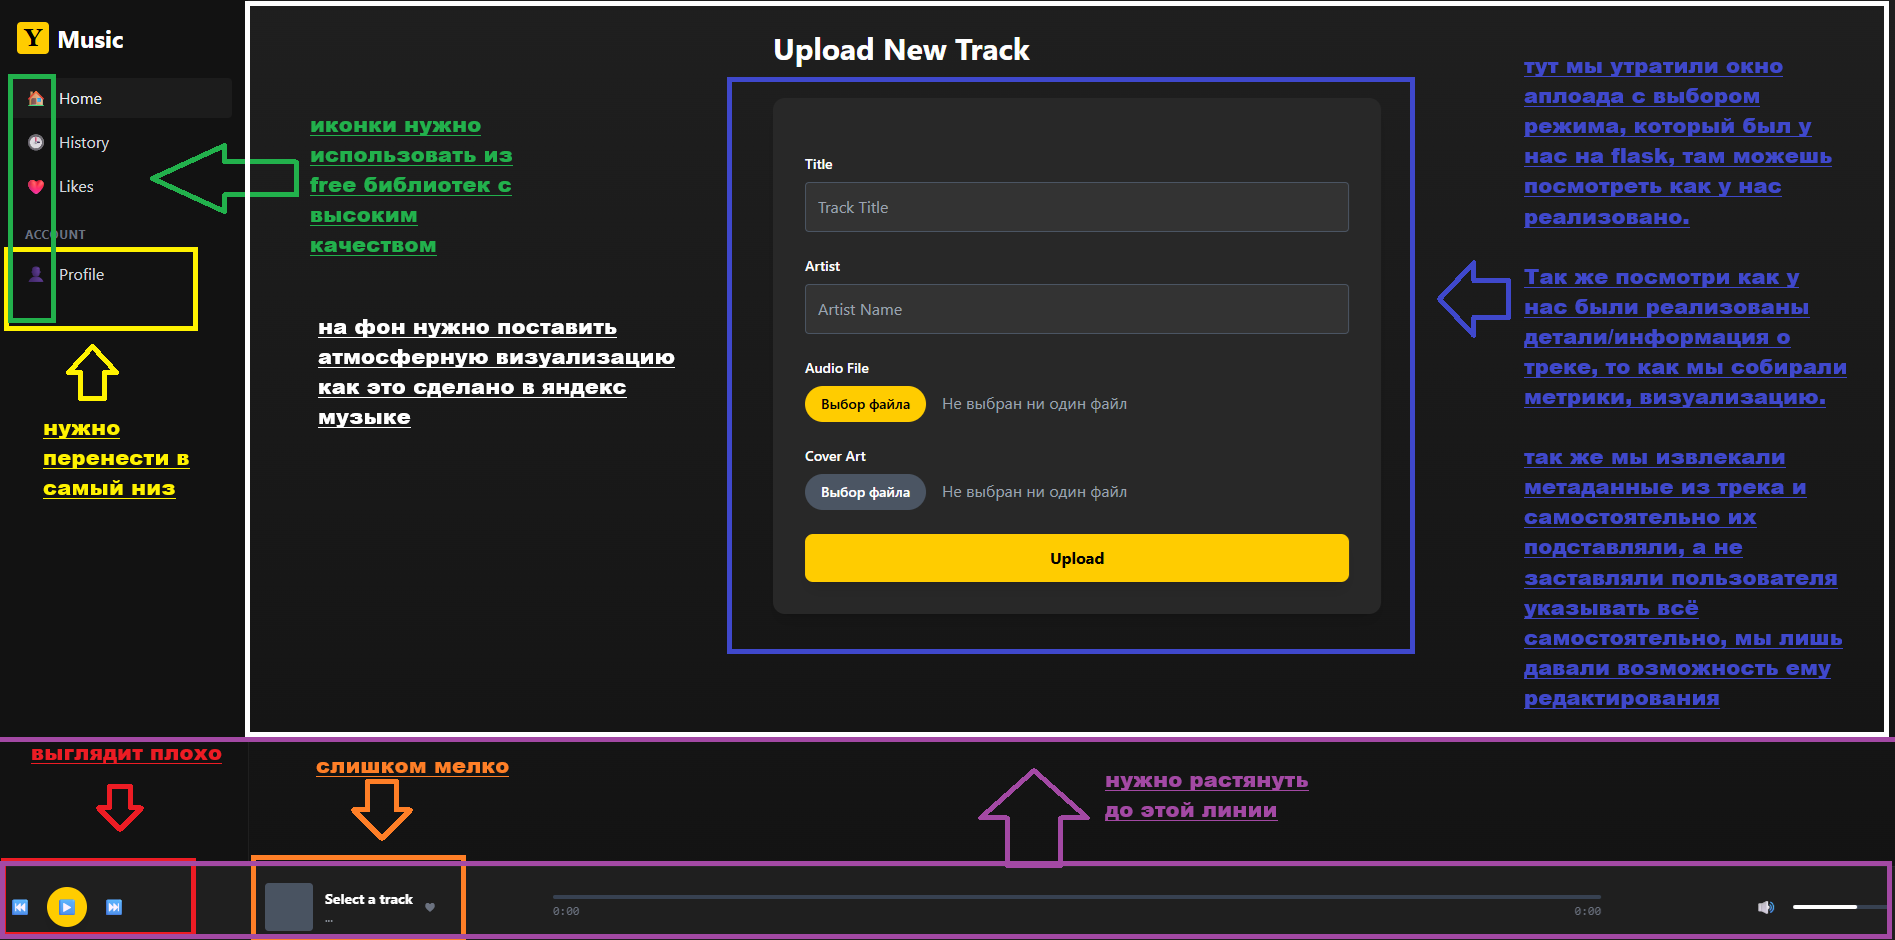 Y Music
Home
History
Likes
ACCOUNT
Profile
нужно
перенести в
самый низ
иконки нужно
использовать из
free библиотек с
высоким
качеством
на фон нужно поставить
атмосферную визуализацию
как это сделано в яндекс
музыке
Upload New Track
Title
Track Title
Artist
Artist Name
Audio File
Выбор файла Не выбран ни один файл
Cover Art
Выбор файла Не выбран ни один файл
Upload
тут мы утратили окно
аплоада с выбором
режима, который был у
нас на flask, там можешь
посмотреть как у нас
реализовано.
Так же посмотри как у
нас были реализованы
детали/информация о
треке, то как мы собирали
метрики, визуализацию.
так же мы извлекали
метаданные из трека и
самостоятельно их
подставляли, а не
заставляли пользователя
указывать всё
самостоятельно, мы лишь
давали возможность ему
редактирования
выглядит плохо
слишком мелко
нужно растянуть
до этой линии
Select a track
...
0:00
0:00